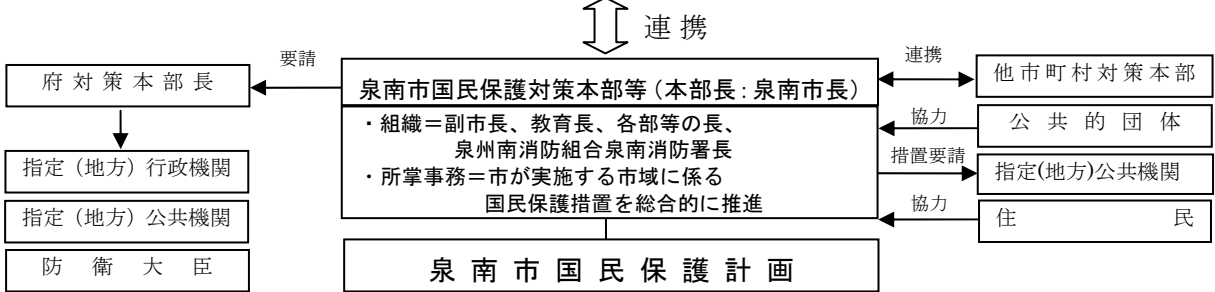 連携
要請
府対策本部長
指定（地方）行政機関
指定（地方）公共機関
防衛大臣
泉南市国民保護対策本部等（本部長：泉南市長）
・組織＝副市長、教育長、各部等の長、
泉州南消防組合泉南消防署長
・所掌事務＝市が実施する市域に係る
国民保護措置を総合的に推進
泉南市国民保護計画
連携
他市町村対策本部
協力
公共的団体
措置要請
指定(地方)公共機関
協力
住民